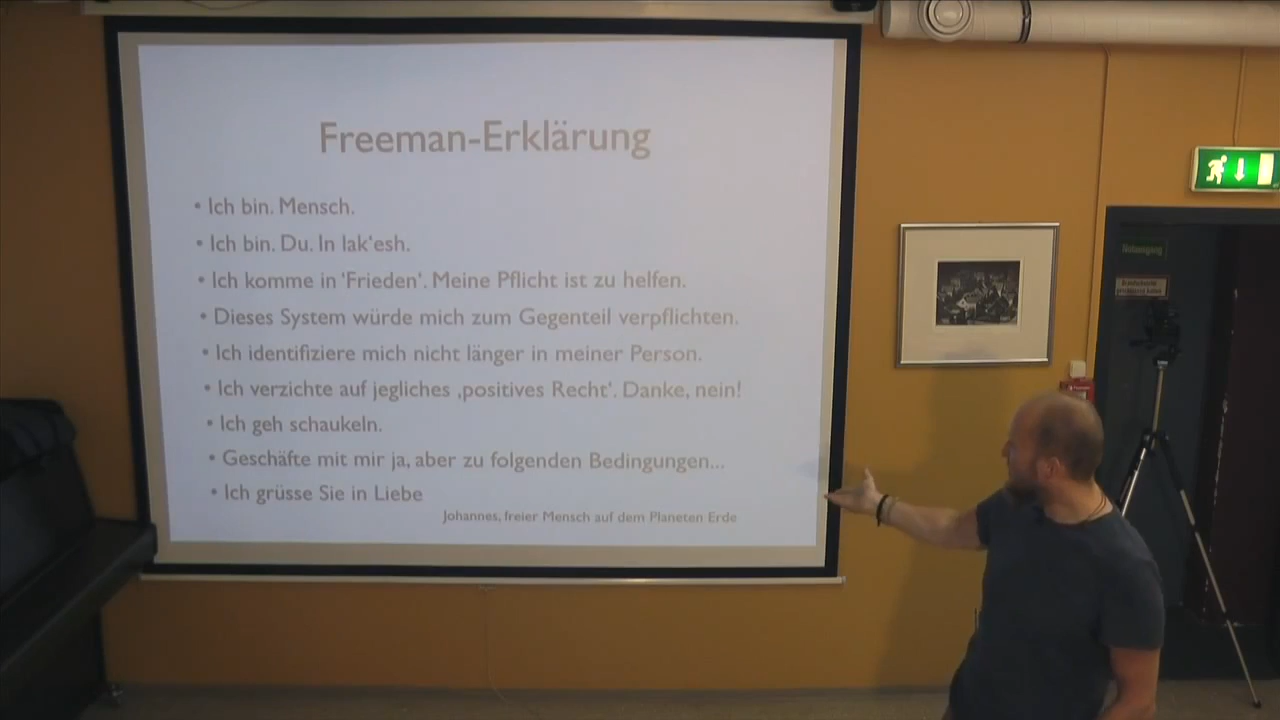 Freeman-Erklärung
• Ich bin. Mensch.
• Ich bin. Du. In lak'esh.
• Ich komme in 'Frieden'. Meine Pflicht ist zu helfen.
• Dieses System würde mich zum Gegenteil verpflichten.
• Ich identifiziere mich nicht länger in meiner Person.
• Ich verzichte auf jegliches ‚positives Recht'. Danke, nein!
• Ich geh schaukeln.
• Geschäfte mit mir ja, aber zu folgenden Bedingungen...
• Ich grüsse Sie in Liebe
Johannes, freier Mensch auf dem Planeten Erde
Notausgang